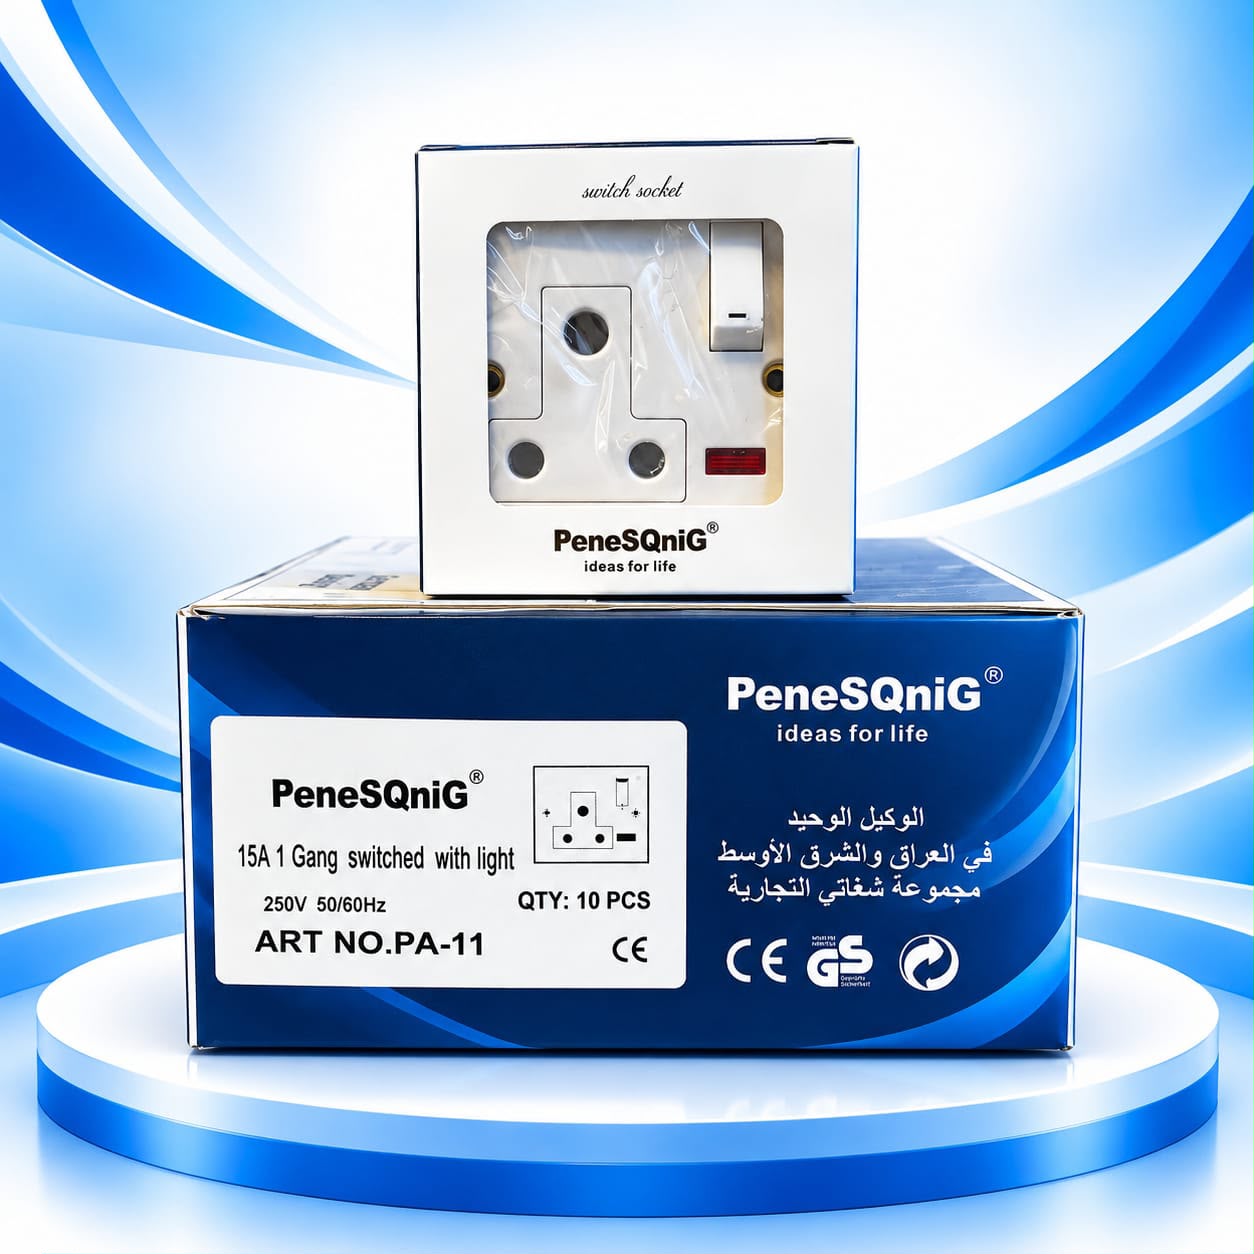 switch socket
PeneSQniG®
ideas for life
PeneSQniG®
ideas for life
PeneSQniG®
15A 1 Gang switched with light
250V 50/60Hz
QTY: 10 PCS
ART NO.PA-11
CE
الوكيل الوحيد
في العراق والشرق الأوسط
مجموعة شغاتي التجارية
CE
GS
Geprüfte
Sicherheit